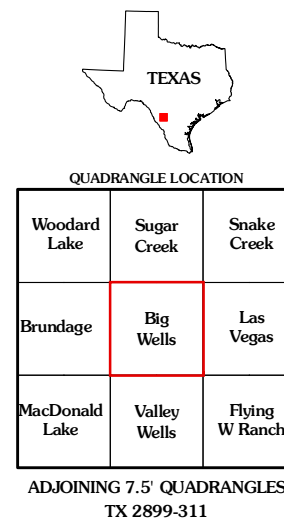 TEXAS
QUADRANGLE LOCATION
Woodard
Lake
Sugar
Creek
Snake
Creek
Brundage
Big
Wells
Las
Vegas
MacDonald
Lake
Valley
Wells
Flying
W Ranch
ADJOINING 7.5' QUADRANGLES
TX 2899-311